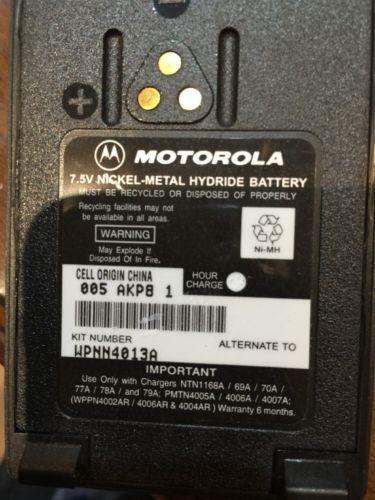 MOTOROLA
7.5V NICKEL-METAL HYDRIDE BATTERY
MUST BE RECYCLED OR DISPOSED OF PROPERLY
Recycling facilities may not
be available in all areas.
WARNING
May Explode If
Disposed Of In Fire.
Ni-MH
CELL ORIGIN CHINA
005 AKP8 1
HOUR
CHARGE
KIT NUMBER
WPNN4013A
ALTERNATE TO
IMPORTANT
Use Only with Chargers NTN1168A / 69A / 70A /
77A / 78A / and 79A; PMTN4005A / 4006A / 4007A;
(WPPN4002AR / 4006AR & 4004AR) Warranty 6 months.